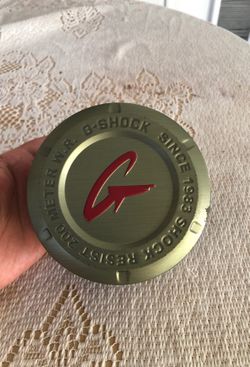 G-SHOCK SINCE 1983 SHOCK RESIST 200 METER W.R.
G